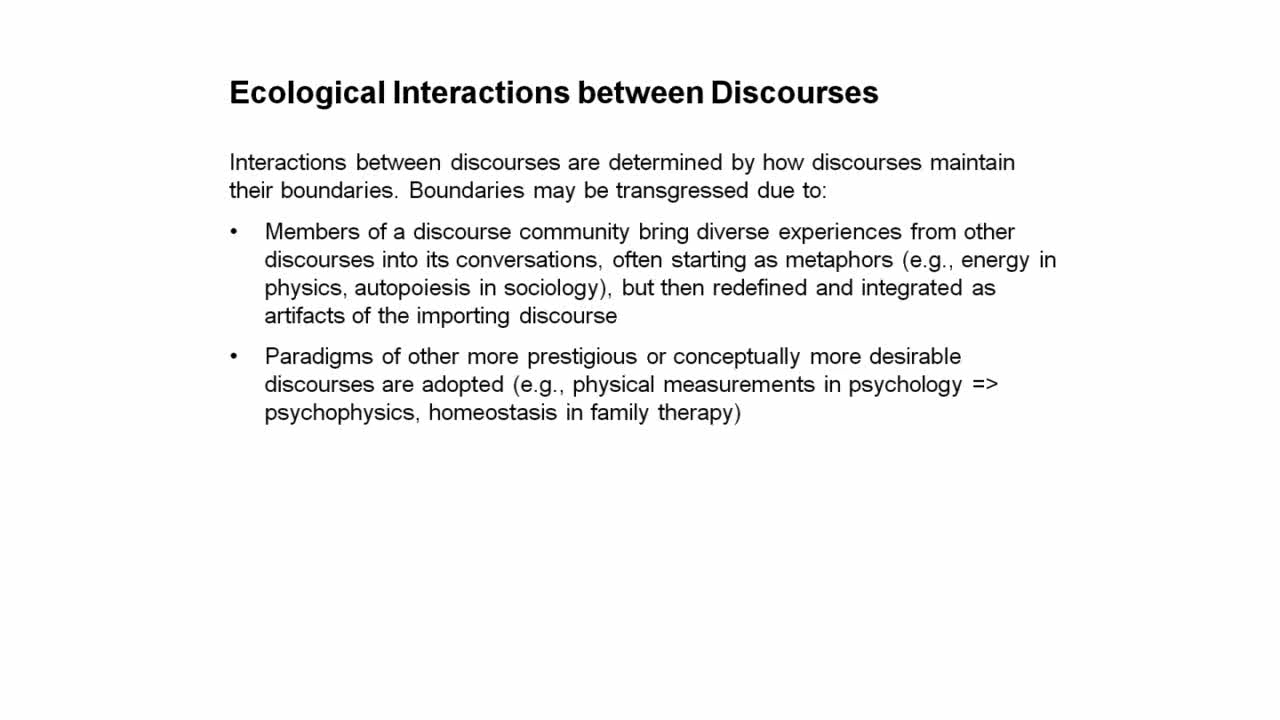 Ecological Interactions between Discourses
Interactions between discourses are determined by how discourses maintain
their boundaries. Boundaries may be transgressed due to:
• Members of a discourse community bring diverse experiences from other
discourses into its conversations, often starting as metaphors (e.g., energy in
physics, autopoiesis in sociology), but then redefined and integrated as
artifacts of the importing discourse
• Paradigms of other more prestigious or conceptually more desirable
discourses are adopted (e.g., physical measurements in psychology =>
psychophysics, homeostasis in family therapy)